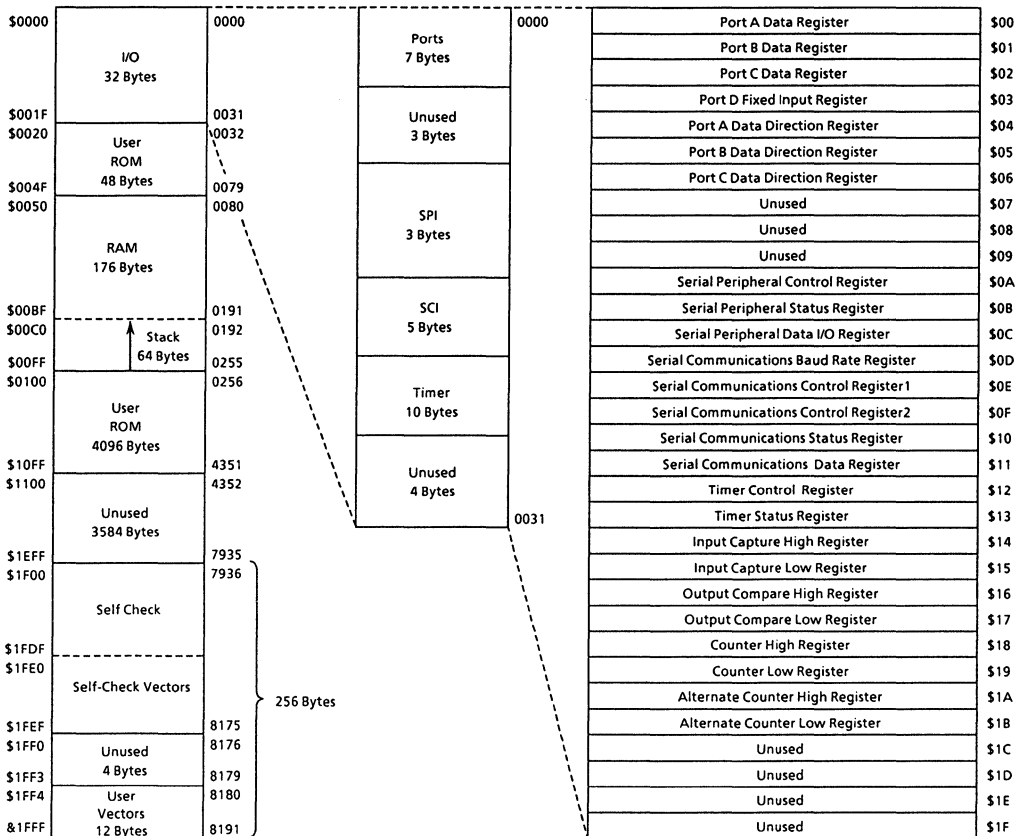 $0000 0000
I/O
32 Bytes
$001F 0031
$0020 0032
User
ROM
48 Bytes
$004F 0079
$0050 0080
RAM
176 Bytes
$00BF 0191
$00C0 0192
Stack
64 Bytes
$00FF 0255
$0100 0256
User
ROM
4096 Bytes
$10FF 4351
$1100 4352
Unused
3584 Bytes
$1EFF 7935
$1F00 7936
Self Check
$1FDF
$1FE0
Self-Check Vectors
256 Bytes
$1FEF 8175
$1FF0 8176
Unused
4 Bytes
$1FF3 8179
$1FF4 8180
User
Vectors
12 Bytes
&1FFF 8191
0000
Ports
7 Bytes
Unused
3 Bytes
SPI
3 Bytes
SCI
5 Bytes
Timer
10 Bytes
Unused
4 Bytes
0031
Port A Data Register $00
Port B Data Register $01
Port C Data Register $02
Port D Fixed Input Register $03
Port A Data Direction Register $04
Port B Data Direction Register $05
Port C Data Direction Register $06
Unused $07
Unused $08
Unused $09
Serial Peripheral Control Register $0A
Serial Peripheral Status Register $0B
Serial Peripheral Data I/O Register $0C
Serial Communications Baud Rate Register $0D
Serial Communications Control Register1 $0E
Serial Communications Control Register2 $0F
Serial Communications Status Register $10
Serial Communications Data Register $11
Timer Control Register $12
Timer Status Register $13
Input Capture High Register $14
Input Capture Low Register $15
Output Compare High Register $16
Output Compare Low Register $17
Counter High Register $18
Counter Low Register $19
Alternate Counter High Register $1A
Alternate Counter Low Register $1B
Unused $1C
Unused $1D
Unused $1E
Unused $1F